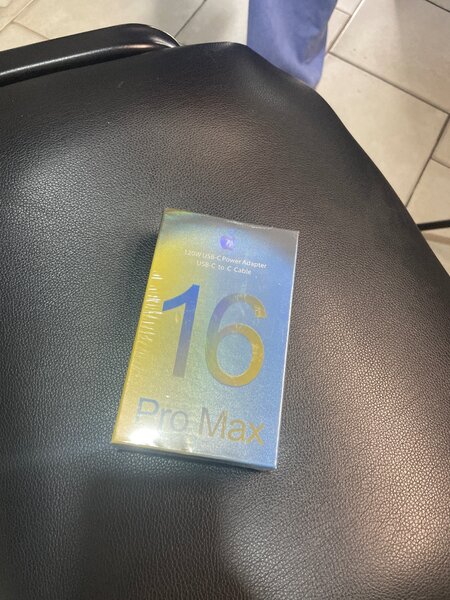 120W USB-C Power Adapter
USB-C to C Cable
16
Pro Max